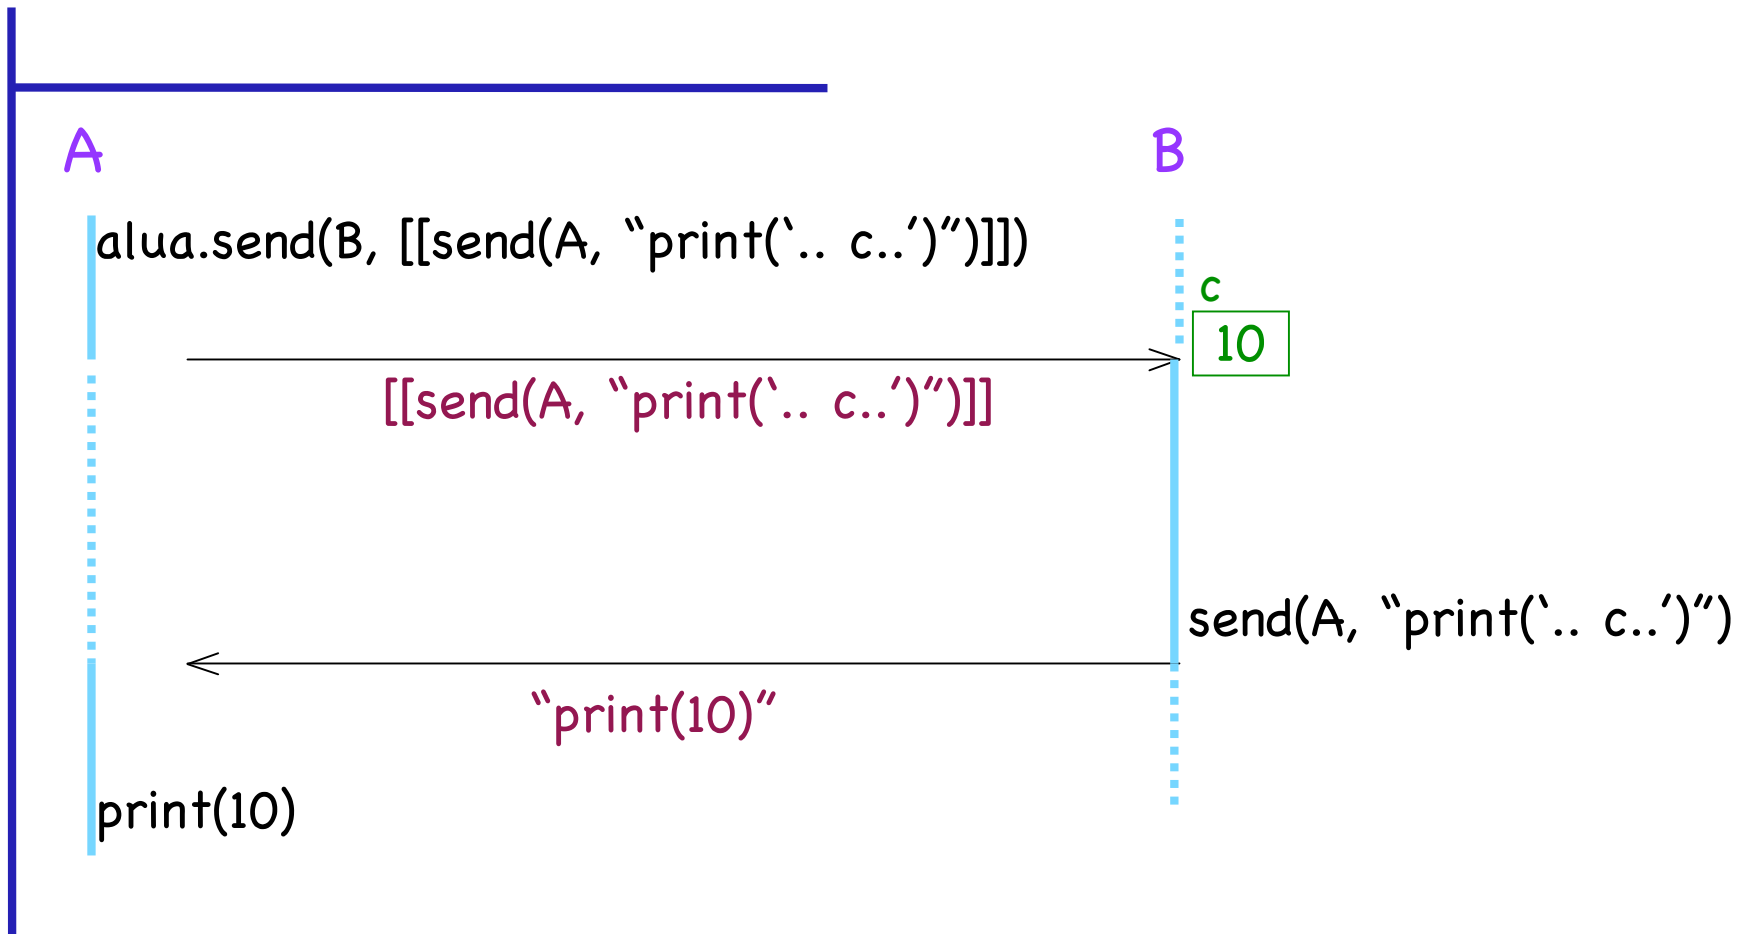 A
B
alua.send(B, [[send(A, “print(‘.. c..’)”)]])
c
10
[[send(A, “print(‘.. c..’)”)]]
send(A, “print(‘.. c..’)”)
“print(10)”
print(10)